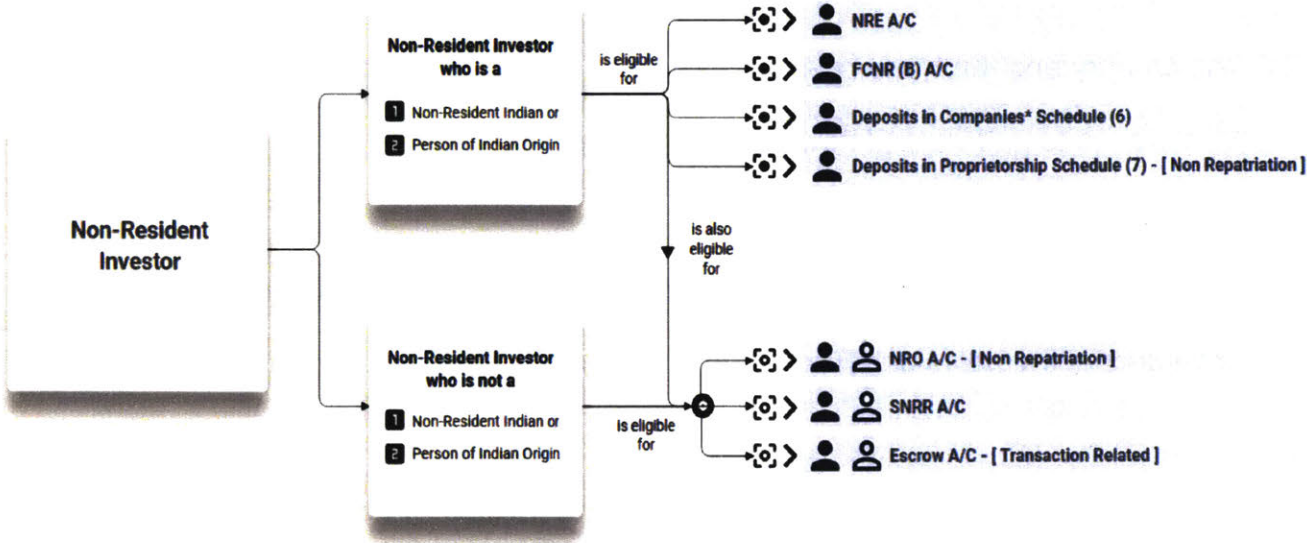 Non-Resident
Investor
Non-Resident Investor
who is a
1 Non-Resident Indian or
2 Person of Indian Origin
is eligible
for
NRE A/C
FCNR (B) A/C
Deposits in Companies* Schedule (6)
Deposits in Proprietorship Schedule (7) - [ Non Repatriation ]
is also
eligible
for
Non-Resident Investor
who is not a
1 Non-Resident Indian or
2 Person of Indian Origin
is eligible
for
NRO A/C - [ Non Repatriation ]
SNRR A/C
Escrow A/C - [ Transaction Related ]